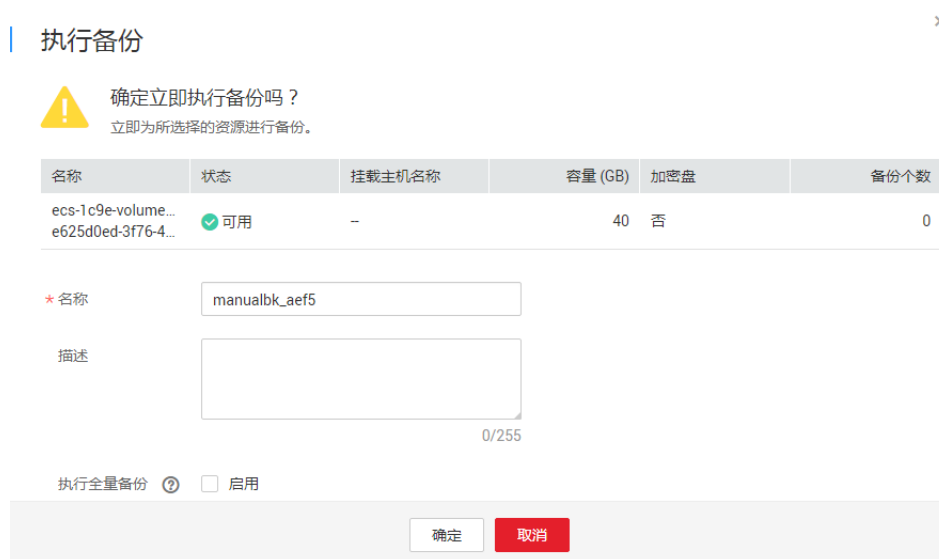 执行备份
确定立即执行备份吗？
立即为所选择的资源进行备份。
名称 状态 挂载主机名称 容量 (GB) 加密盘 备份个数
ecs-1c9e-volume...
e625d0ed-3f76-4...
可用 -- 40 否 0
* 名称 manualbk_aef5
描述
0/255
执行全量备份 ? 启用
确定 取消